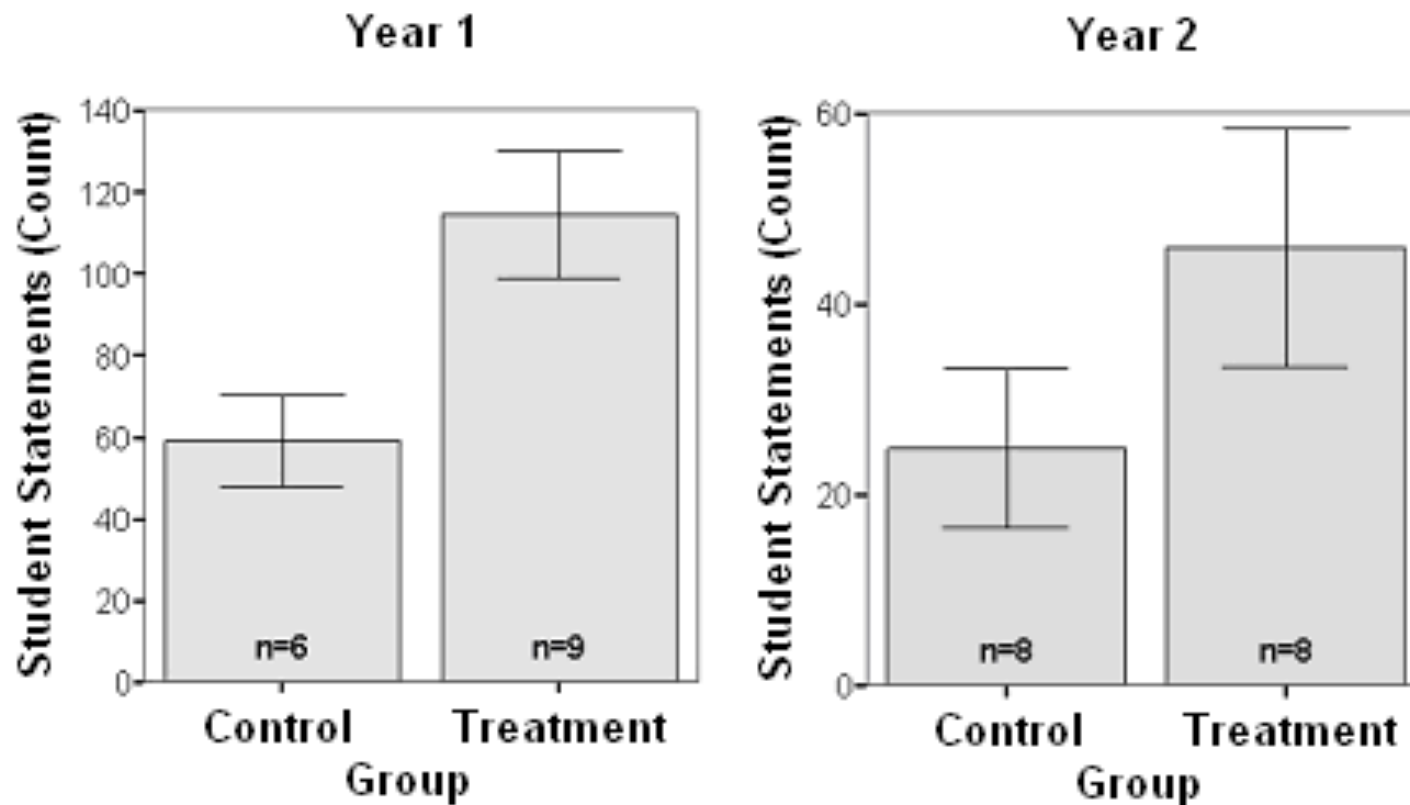 Year 1
Student Statements (Count)
140
120
100
80
60
40
20
0
n=6
n=9
Control
Treatment
Group
Year 2
Student Statements (Count)
60
40
20
0
n=8
n=8
Control
Treatment
Group